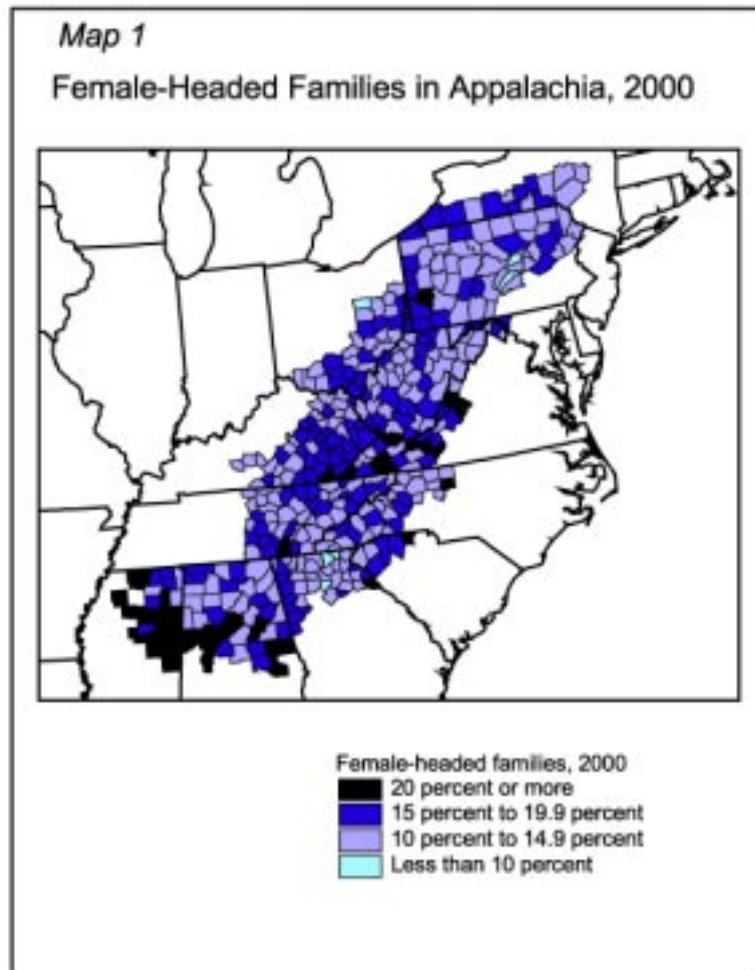 Map 1
Female-Headed Families in Appalachia, 2000
Female-headed families, 2000
20 percent or more
15 percent to 19.9 percent
10 percent to 14.9 percent
Less than 10 percent